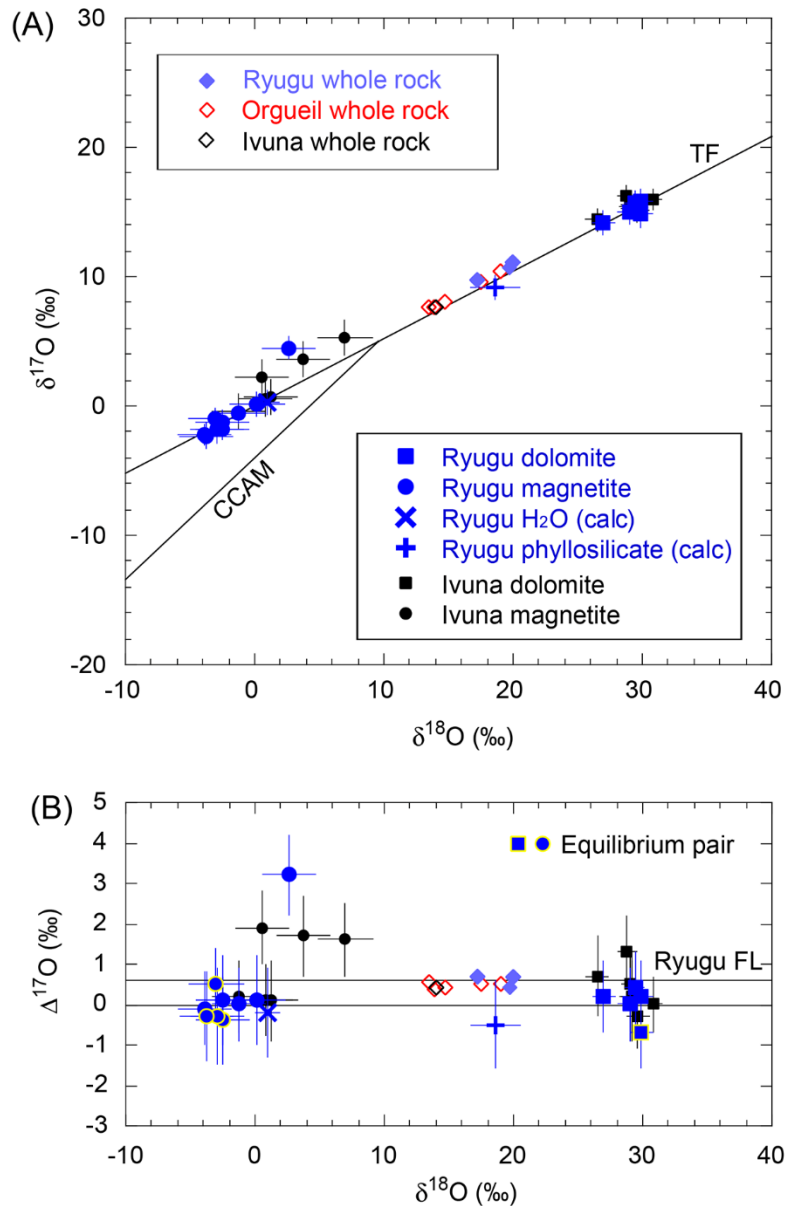 (A)
30
20
10
0
-10
-20
δ¹⁷O (‰)
Ryugu whole rock
Orgueil whole rock
Ivuna whole rock
TF
CCAM
Ryugu dolomite
Ryugu magnetite
Ryugu H₂O (calc)
Ryugu phyllosilicate (calc)
Ivuna dolomite
Ivuna magnetite
-10 0 10 20 30 40
δ¹⁸O (‰)
(B)
5
4
3
2
1
0
-1
-2
-3
Δ¹⁷O (‰)
Equilibrium pair
Ryugu FL
-10 0 10 20 30 40
δ¹⁸O (‰)